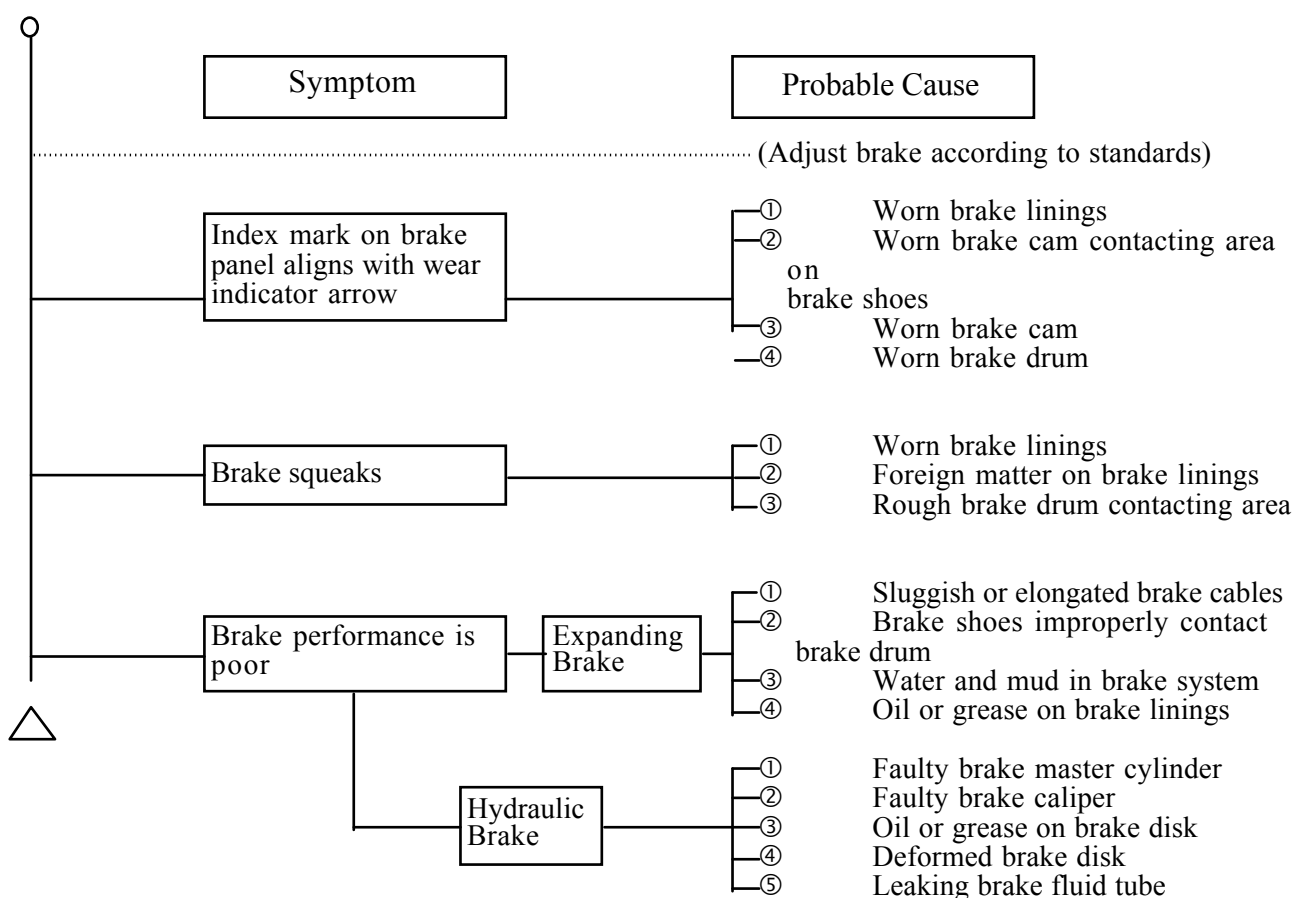 Symptom
Probable Cause
(Adjust brake according to standards)
Index mark on brake
panel aligns with wear
indicator arrow
① Worn brake linings
② Worn brake cam contacting area
on
brake shoes
③ Worn brake cam
④ Worn brake drum
Brake squeaks
① Worn brake linings
② Foreign matter on brake linings
③ Rough brake drum contacting area
Brake performance is
poor
Expanding
Brake
① Sluggish or elongated brake cables
② Brake shoes improperly contact
brake drum
③ Water and mud in brake system
④ Oil or grease on brake linings
Hydraulic
Brake
① Faulty brake master cylinder
② Faulty brake caliper
③ Oil or grease on brake disk
④ Deformed brake disk
⑤ Leaking brake fluid tube